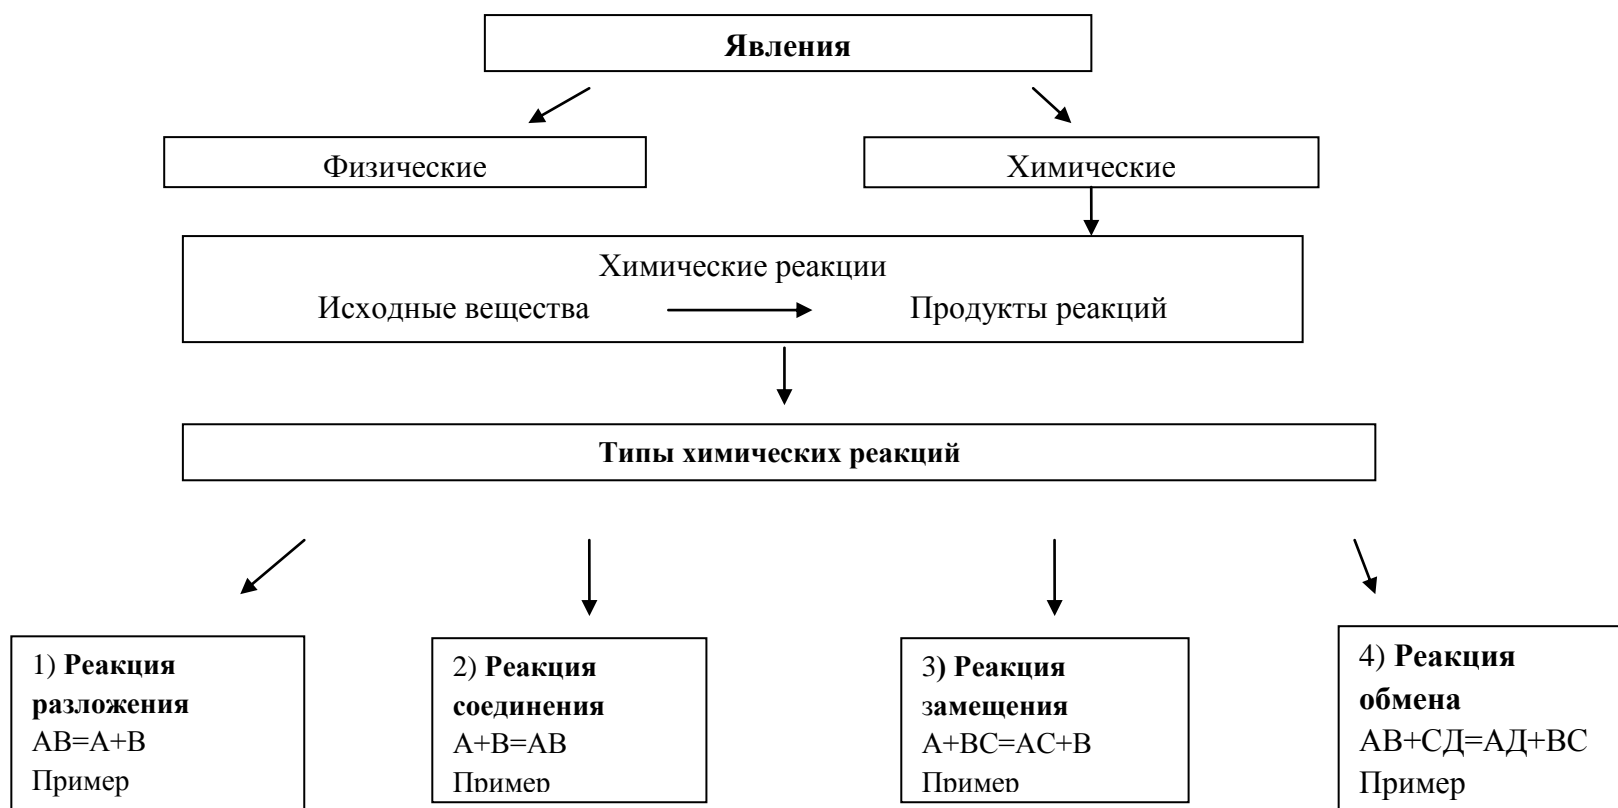 Явления
Физические
Химические
Химические реакции
Исходные вещества
Продукты реакций
Типы химических реакций
1) Реакция
разложения
АВ=А+В
Пример
2) Реакция
соединения
А+В=АВ
Пример
3) Реакция
замещения
А+ВС=АС+В
Пример
4) Реакция
обмена
АВ+СД=АД+ВС
Пример